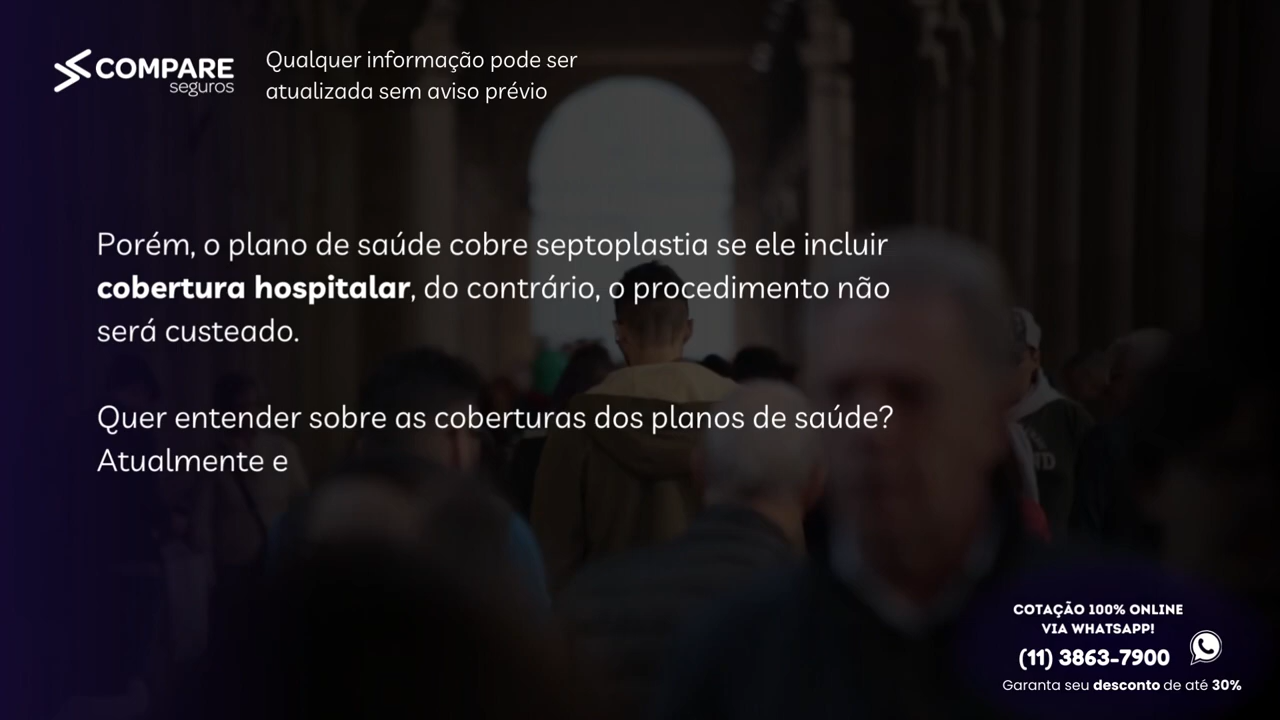 COMPARE
seguros
Qualquer informação pode ser
atualizada sem aviso prévio
Porém, o plano de saúde cobre septoplastia se ele incluir
cobertura hospitalar, do contrário, o procedimento não
será custeado.
Quer entender sobre as coberturas dos planos de saúde?
Atualmente e
COTAÇÃO 100% ONLINE
VIA WHATSAPP!
(11) 3863-7900
Garanta seu desconto de até 30%